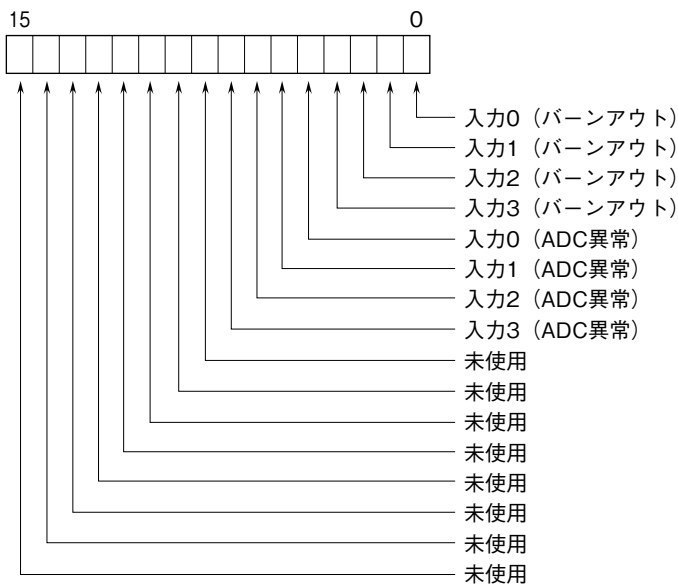 15 0
入力0（バーンアウト）
入力1（バーンアウト）
入力2（バーンアウト）
入力3（バーンアウト）
入力0（ADC異常）
入力1（ADC異常）
入力2（ADC異常）
入力3（ADC異常）
未使用
未使用
未使用
未使用
未使用
未使用
未使用
未使用